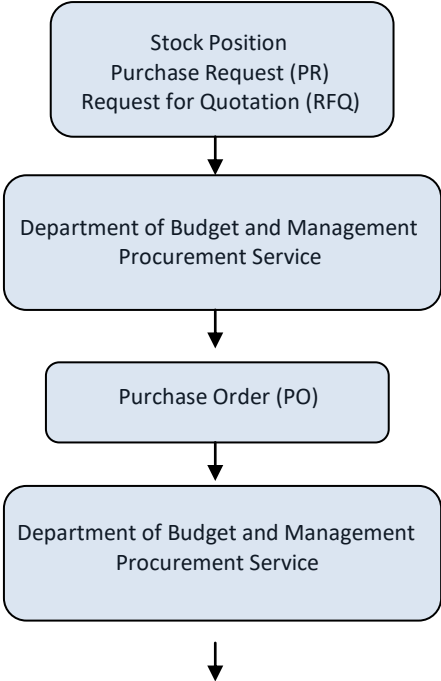 Stock Position
Purchase Request (PR)
Request for Quotation (RFQ)
Department of Budget and Management
Procurement Service
Purchase Order (PO)
Department of Budget and Management
Procurement Service